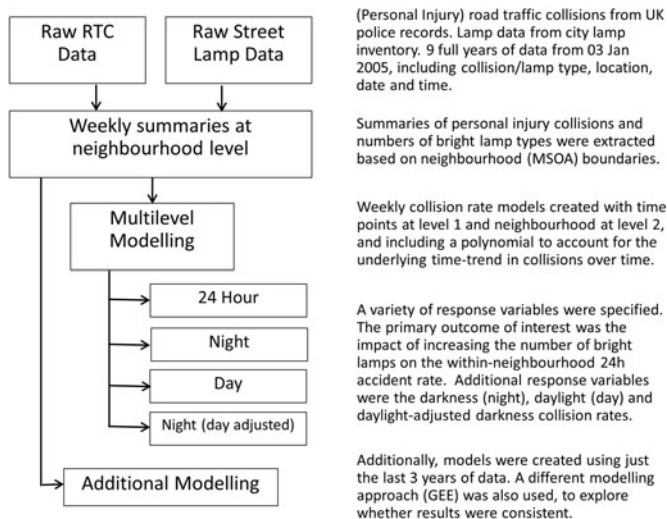 Raw RTC
Data
Raw Street
Lamp Data
(Personal Injury) road traffic collisions from UK
police records. Lamp data from city lamp
inventory. 9 full years of data from 03 Jan
2005, including collision/lamp type, location,
date and time.
Weekly summaries at
neighbourhood level
Summaries of personal injury collisions and
numbers of bright lamp types were extracted
based on neighbourhood (MSOA) boundaries.
Multilevel
Modelling
Weekly collision rate models created with time
points at level 1 and neighbourhood at level 2,
and including a polynomial to account for the
underlying time-trend in collisions over time.
24 Hour
Night
Day
Night (day adjusted)
A variety of response variables were specified.
The primary outcome of interest was the
impact of increasing the number of bright
lamps on the within-neighbourhood 24h
accident rate. Additional response variables
were the darkness (night), daylight (day) and
daylight-adjusted darkness collision rates.
Additional Modelling
Additionally, models were created using just
the last 3 years of data. A different modelling
approach (GEE) was also used, to explore
whether results were consistent.